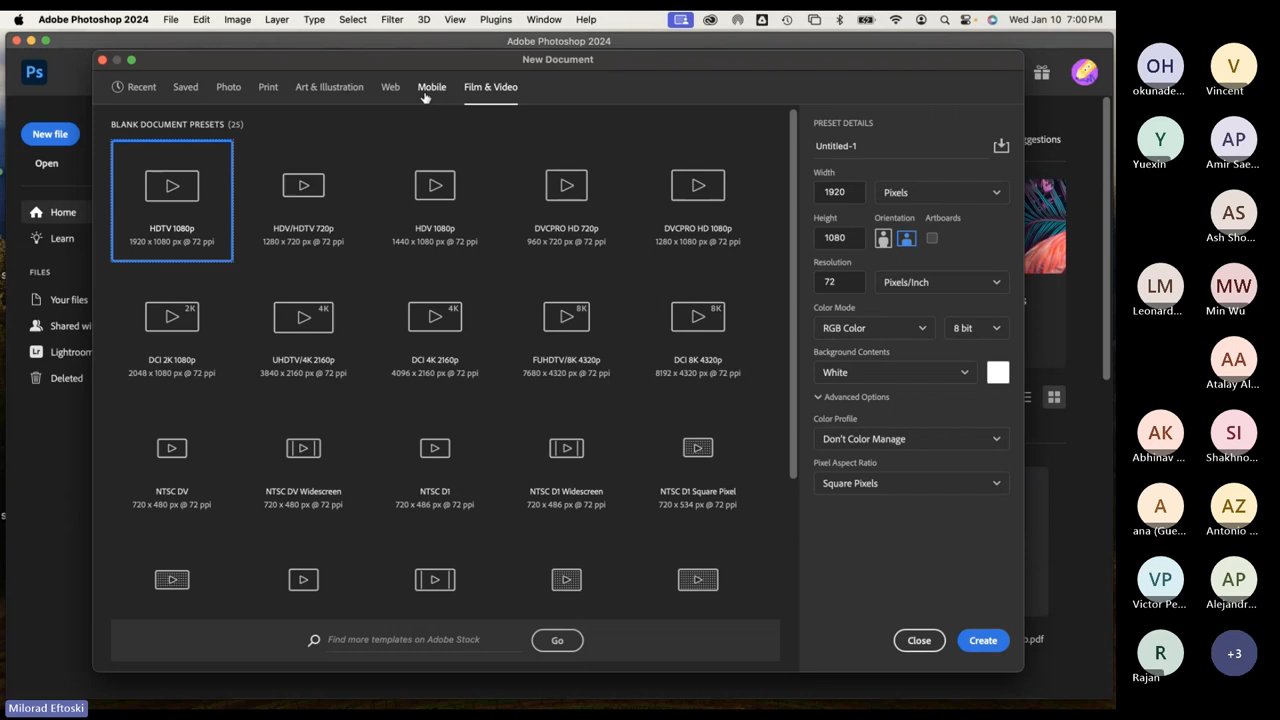 Adobe Photoshop 2024 File Edit Image Layer Type Select Filter 3D View Plugins Window Help Wed Jan 10 7:00 PM
Adobe Photoshop 2024
New Document
Ps
Recent Saved Photo Print Art & Illustration Web Mobile Film & Video
New file
Open
Home
Learn
FILES
Your files
Shared wi
Lr Lightroom
Deleted
BLANK DOCUMENT PRESETS (25)
HDTV 1080p
1920 x 1080 px @ 72 ppi
HDV/HDTV 720p
1280 x 720 px @ 72 ppi
HDV 1080p
1440 x 1080 px @ 72 ppi
DVCPRO HD 720p
960 x 720 px @ 72 ppi
DVCPRO HD 1080p
1280 x 1080 px @ 72 ppi
2K
DCI 2K 1080p
2048 x 1080 px @ 72 ppi
4K
UHDTV/4K 2160p
3840 x 2160 px @ 72 ppi
4K
DCI 4K 2160p
4096 x 2160 px @ 72 ppi
8K
FUHDTV/8K 4320p
7680 x 4320 px @ 72 ppi
8K
DCI 8K 4320p
8192 x 4320 px @ 72 ppi
NTSC DV
720 x 480 px @ 72 ppi
NTSC DV Widescreen
720 x 480 px @ 72 ppi
NTSC D1
720 x 486 px @ 72 ppi
NTSC D1 Widescreen
720 x 486 px @ 72 ppi
NTSC D1 Square Pixel
720 x 534 px @ 72 ppi
Find more templates on Adobe Stock
Go
PRESET DETAILS
Untitled-1
Width
1920 Pixels
Height Orientation Artboards
1080
Resolution
72 Pixels/Inch
Color Mode
RGB Color 8 bit
Background Contents
White
Advanced Options
Color Profile
Don't Color Manage
Pixel Aspect Ratio
Square Pixels
Close Create
ggestions
p.pdf
OH V
okunade... Vincent
Y AP
Yuexin Amir Sae...
AS
Ash Sho...
LM MW
Leonard... Min Wu
AA
Atalay Al...
AK SI
Abhinav ... Shakhno...
A AZ
ana (Gue... Antonio ...
VP AP
Victor Pe... Alejandr...
R +3
Rajan
Milorad Eftoski